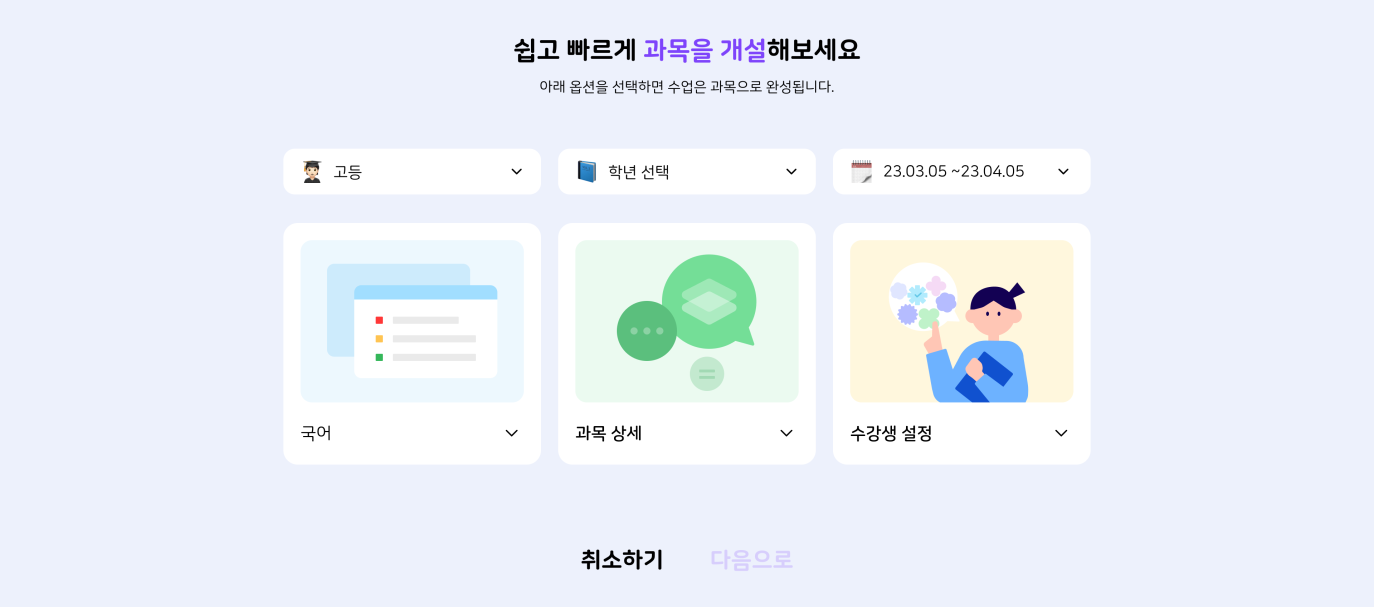 쉽고 빠르게 과목을 개설해보세요
아래 옵션을 선택하면 수업은 과목으로 완성됩니다.
고등
학년 선택
23.03.05 ~23.04.05
국어
과목 상세
수강생 설정
취소하기
다음으로